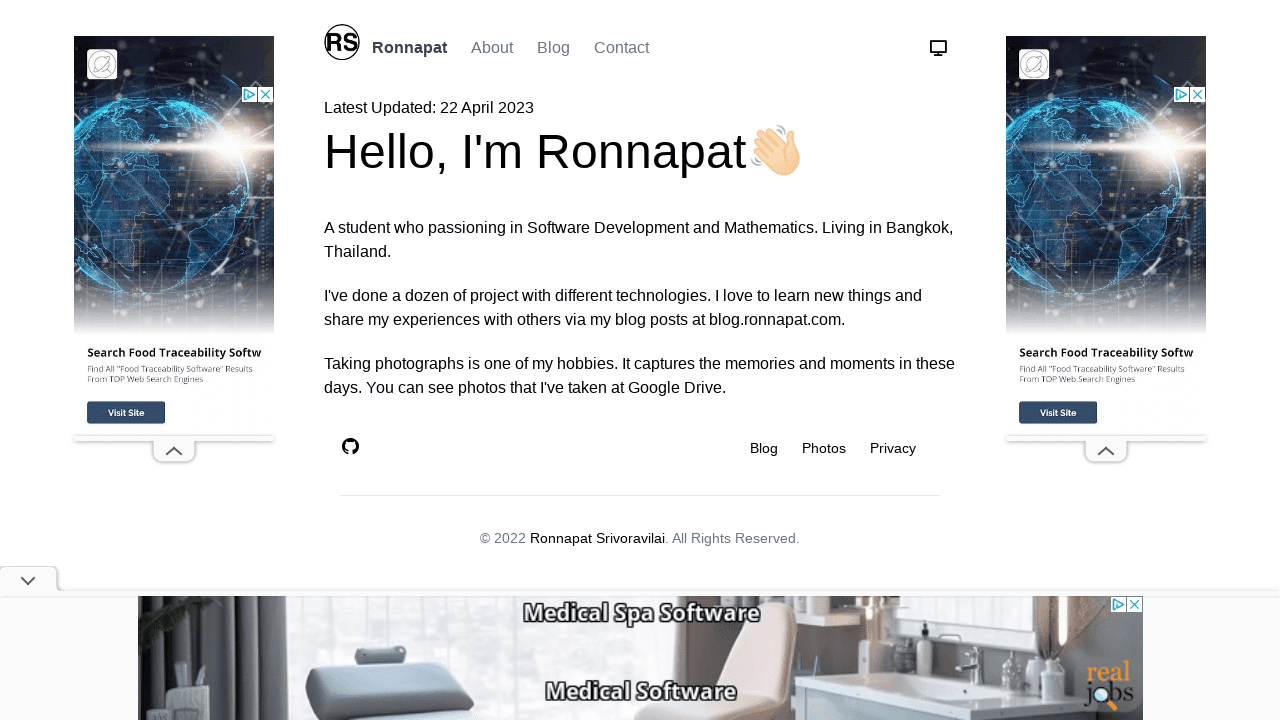 RS Ronnapat About Blog Contact
Latest Updated: 22 April 2023
Hello, I'm Ronnapat
A student who passioning in Software Development and Mathematics. Living in Bangkok,
Thailand.
I've done a dozen of project with different technologies. I love to learn new things and
share my experiences with others via my blog posts at blog.ronnapat.com.
Taking photographs is one of my hobbies. It captures the memories and moments in these
days. You can see photos that I've taken at Google Drive.
Blog Photos Privacy
© 2022 Ronnapat Srivoravilai. All Rights Reserved.
Search Food Traceability Softw
Find All "Food Traceability Software" Results
From TOP Web Search Engines
Visit Site
Search Food Traceability Softw
Find All "Food Traceability Software" Results
From TOP Web Search Engines
Visit Site
Medical Spa Software
Medical Software
real
jobs